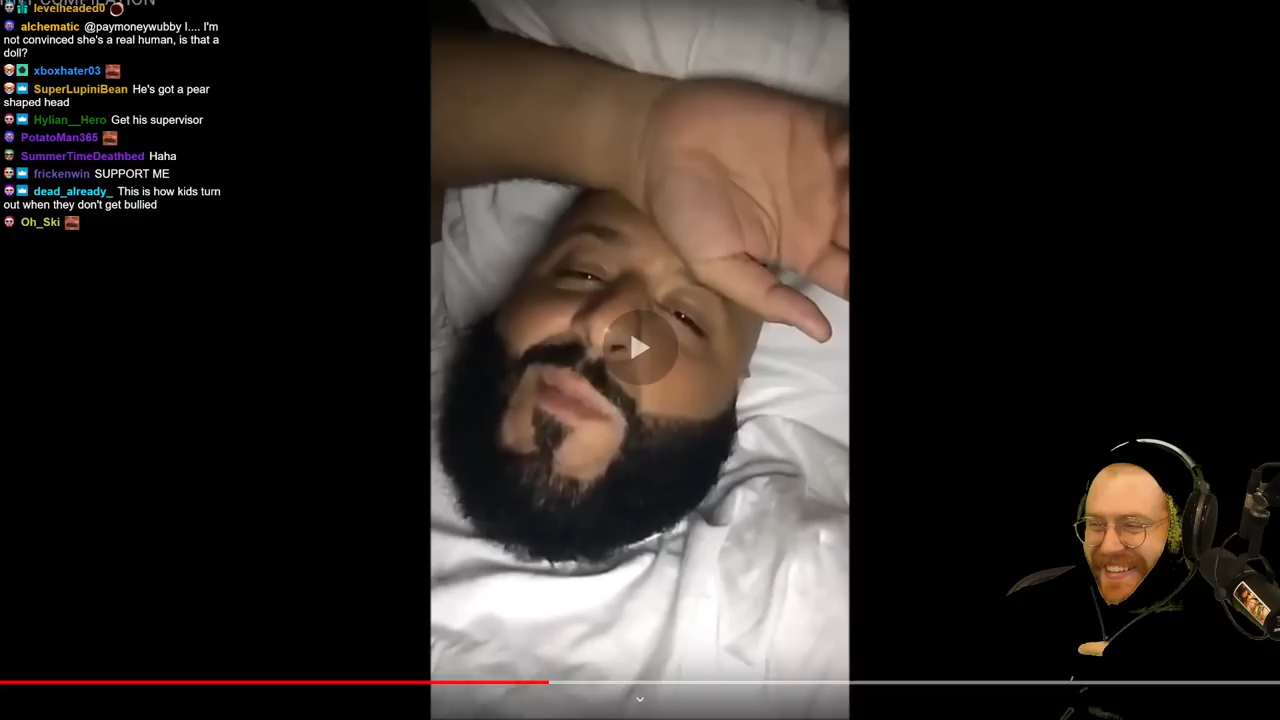 NNY COMPILATION
levelheaded0
alchematic @paymoneywubby I.... I'm
not convinced she's a real human, is that a
doll?
xboxhater03
SuperLupiniBean He's got a pear
shaped head
Hylian__Hero Get his supervisor
PotatoMan365
SummerTimeDeathbed Haha
frickenwin SUPPORT ME
dead_already_ This is how kids turn
out when they don't get bullied
Oh_Ski